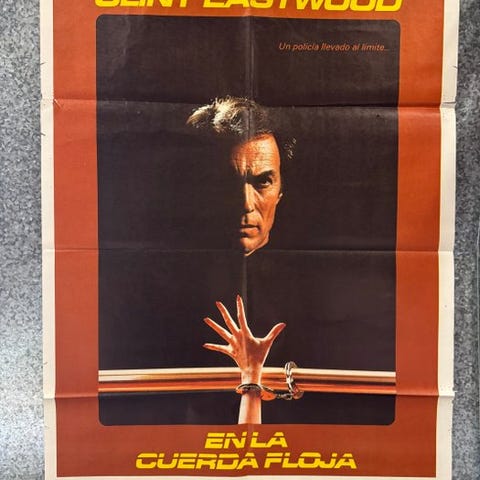 CLINT EASTWOOD
Un policía llevado al límite...
EN LA
CUERDA FLOJA